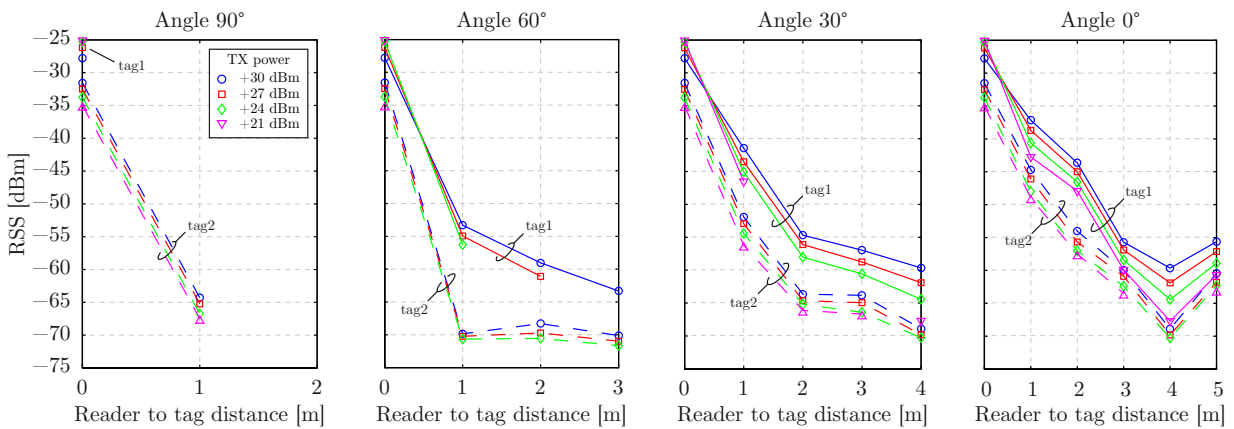 Angle 90°
Angle 60°
Angle 30°
Angle 0°
RSS [dBm]
−25
−30
−35
−40
−45
−50
−55
−60
−65
−70
−75
tag1
TX power
+30 dBm
+27 dBm
+24 dBm
+21 dBm
tag2
0 1 2
Reader to tag distance [m]
tag1
tag2
0 1 2 3
Reader to tag distance [m]
tag1
tag2
0 1 2 3 4
Reader to tag distance [m]
tag1
tag2
0 1 2 3 4 5
Reader to tag distance [m]